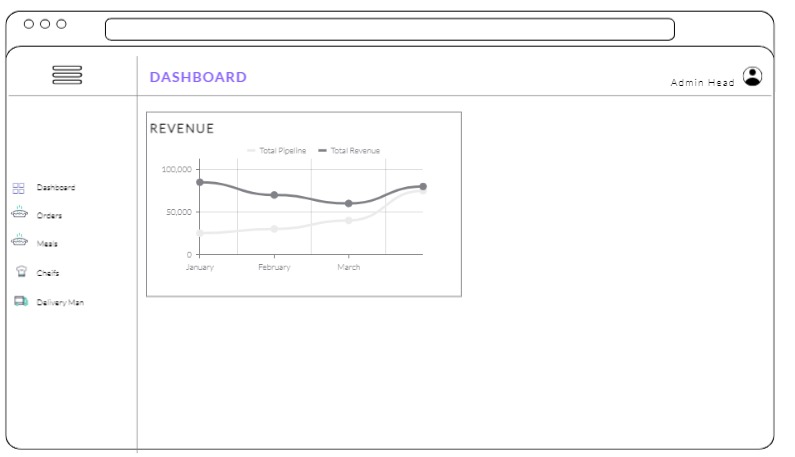 DASHBOARD
Admin Head
REVENUE
Total Pipeline Total Revenue
100,000
50,000
0
January February March
Dashboard
Orders
Meals
Cheifs
Delivery Man